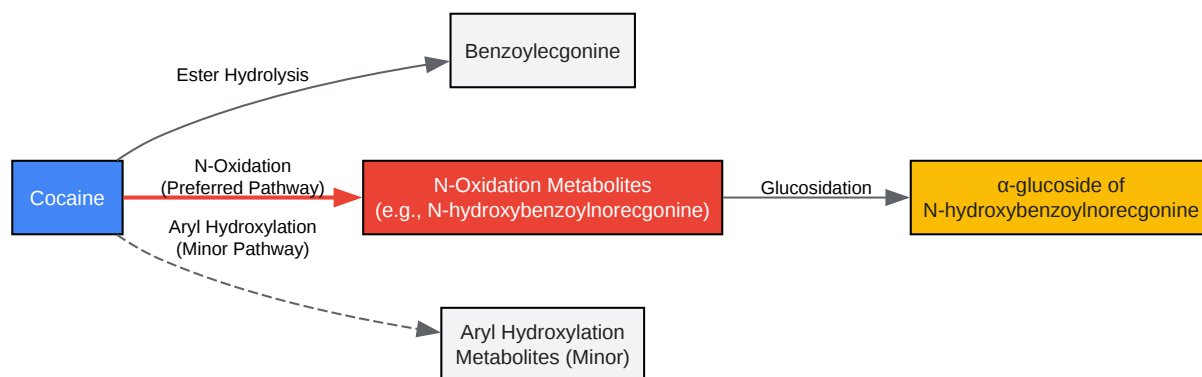 Benzoylecgonine
Ester Hydrolysis
Cocaine
N-Oxidation
(Preferred Pathway)
N-Oxidation Metabolites
(e.g., N-hydroxybenzoylnorecgonine)
Glucosidation
α-glucoside of
N-hydroxybenzoylnorecgonine
Aryl Hydroxylation
(Minor Pathway)
Aryl Hydroxylation
Metabolites (Minor)